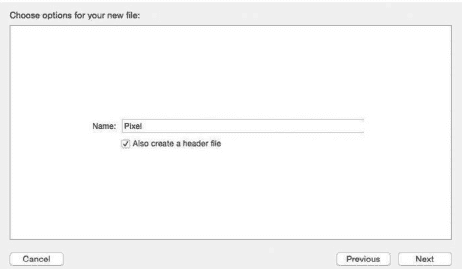 Choose options for your new file:
Name: Pixel
Also create a header file
Cancel Previous Next